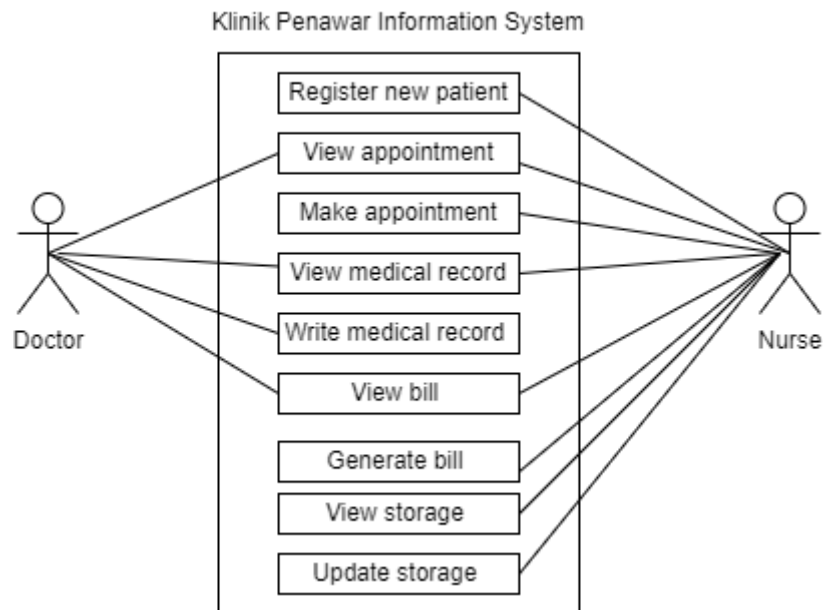 Klinik Penawar Information System
Register new patient
View appointment
Make appointment
View medical record
Write medical record
View bill
Generate bill
View storage
Update storage
Doctor
Nurse